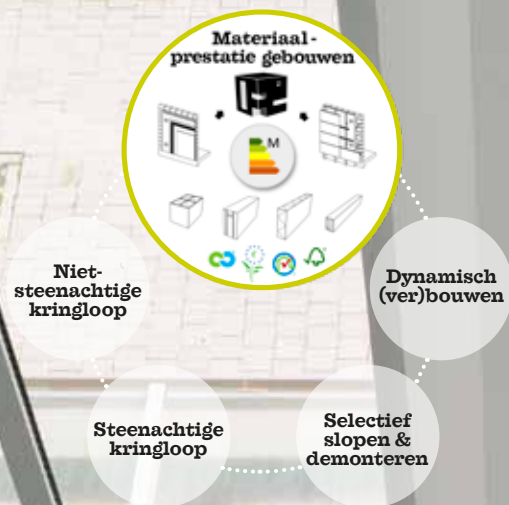 Materiaal-
prestatie gebouwen
M
Niet-
steenachtige
kringloop
Dynamisch
(ver)bouwen
Steenachtige
kringloop
Selectief
slopen &
demonteren